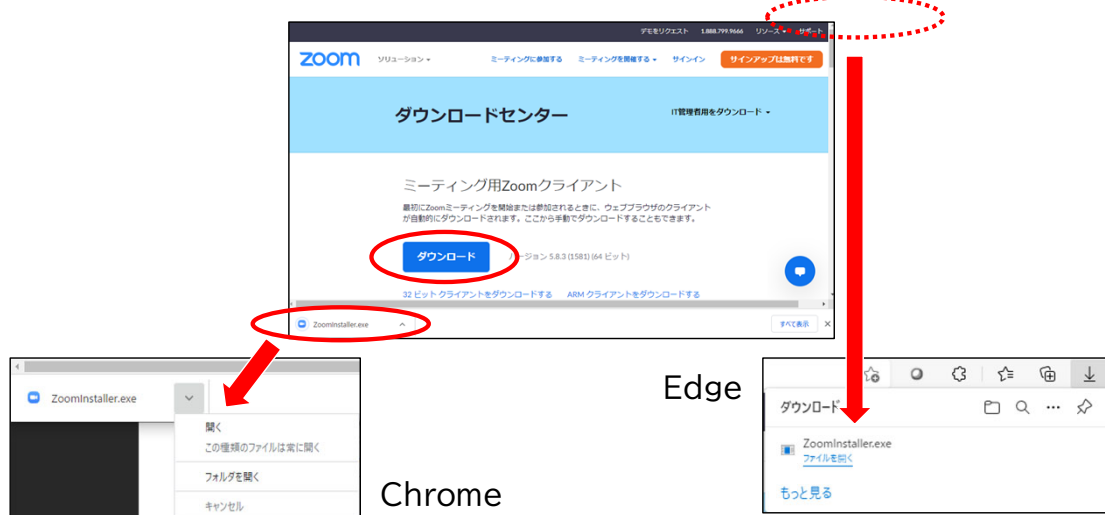 デモをリクエスト 1.888.799.9666 リソース サポート
zoom ソリューション ミーティングに参加する ミーティングを開催する サインイン サインアップは無料です
ダウンロードセンター IT管理者用をダウンロード
ミーティング用Zoomクライアント
最初にZoomミーティングを開始または参加されるときに、ウェブブラウザのクライアント
が自動的にダウンロードされます。ここから手動でダウンロードすることもできます。
ダウンロード バージョン 5.8.3 (1581) (64 ビット)
32 ビット クライアントをダウンロードする ARM クライアントをダウンロードする
ZoomInstaller.exe すべて表示
ZoomInstaller.exe
開く
この種類のファイルは常に開く
フォルダを開く
キャンセル
Chrome
Edge
ダウンロード
ZoomInstaller.exe
ファイルを開く
もっと見る